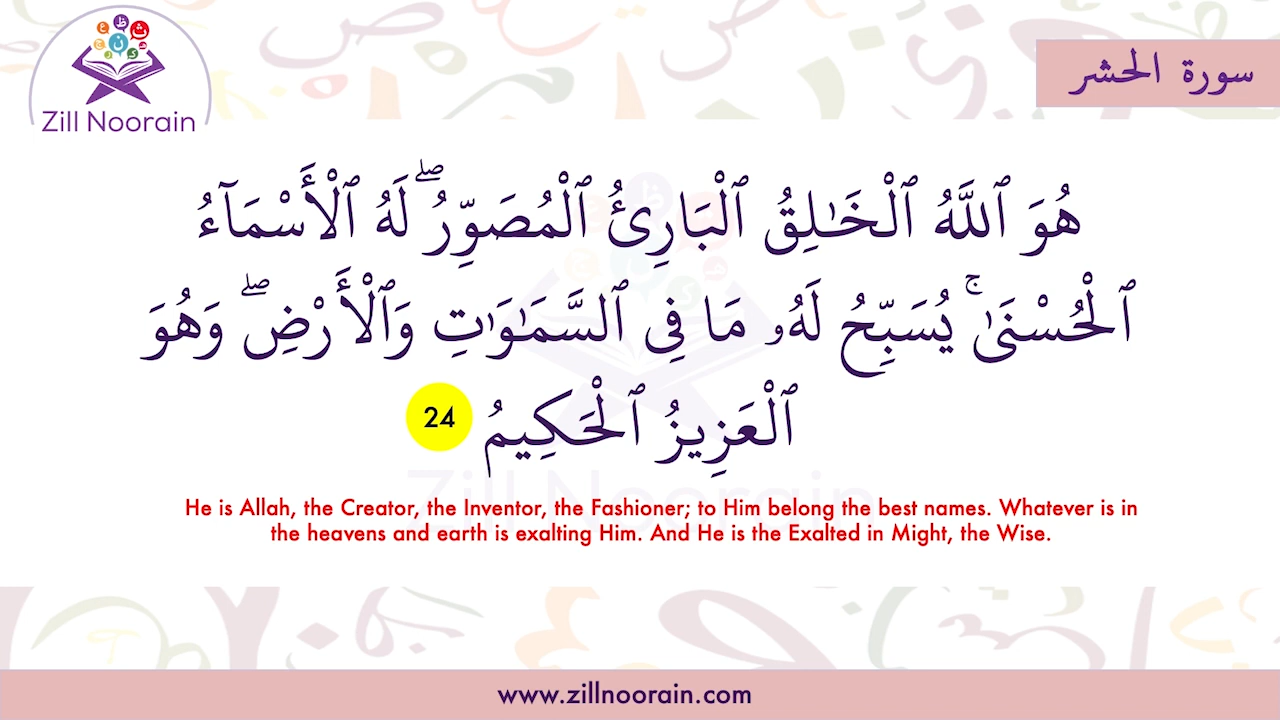 Zill Noorain
سورة الحشر
هُوَ ٱللَّهُ ٱلْخَـٰلِقُ ٱلْبَارِئُ ٱلْمُصَوِّرُ ۖ لَهُ ٱلْأَسْمَآءُ
ٱلْحُسْنَىٰ ۚ يُسَبِّحُ لَهُۥ مَا فِى ٱلسَّمَـٰوَٰتِ وَٱلْأَرْضِ ۖ وَهُوَ
ٱلْعَزِيزُ ٱلْحَكِيمُ 24
Zill Noorain
He is Allah, the Creator, the Inventor, the Fashioner; to Him belong the best names. Whatever is in
the heavens and earth is exalting Him. And He is the Exalted in Might, the Wise.
www.zillnoorain.com